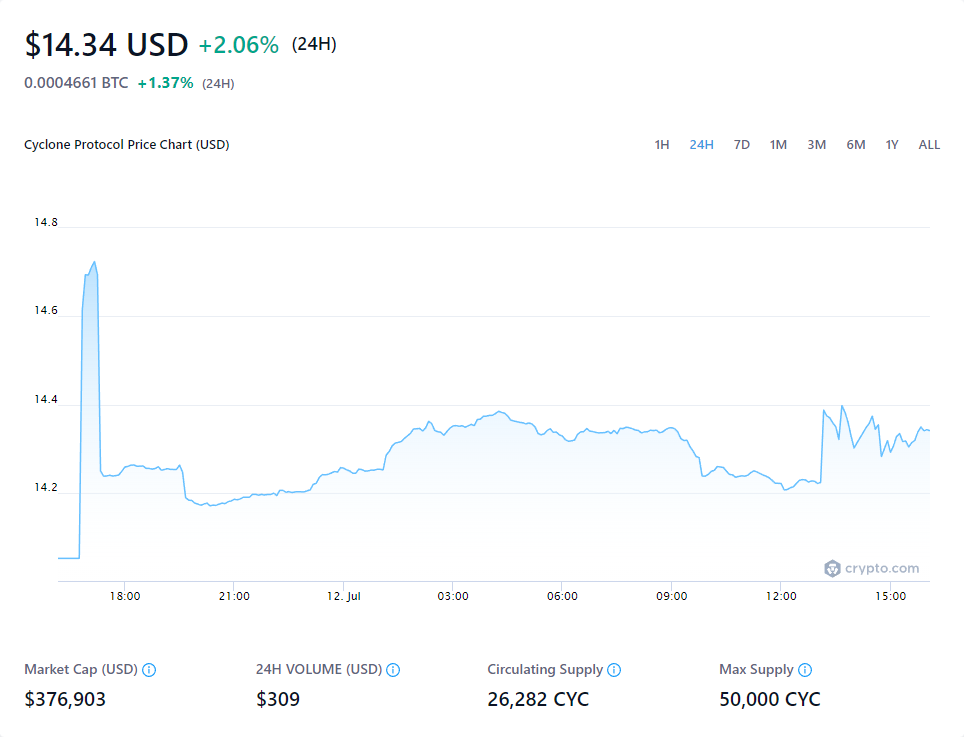 $14.34 USD +2.06% (24H)
0.0004661 BTC +1.37% (24H)
Cyclone Protocol Price Chart (USD) 1H 24H 7D 1M 3M 6M 1Y ALL
14.8
14.6
14.4
14.2
crypto.com
18:00 21:00 12. Jul 03:00 06:00 09:00 12:00 15:00
Market Cap (USD) 24H VOLUME (USD) Circulating Supply Max Supply
$376,903 $309 26,282 CYC 50,000 CYC